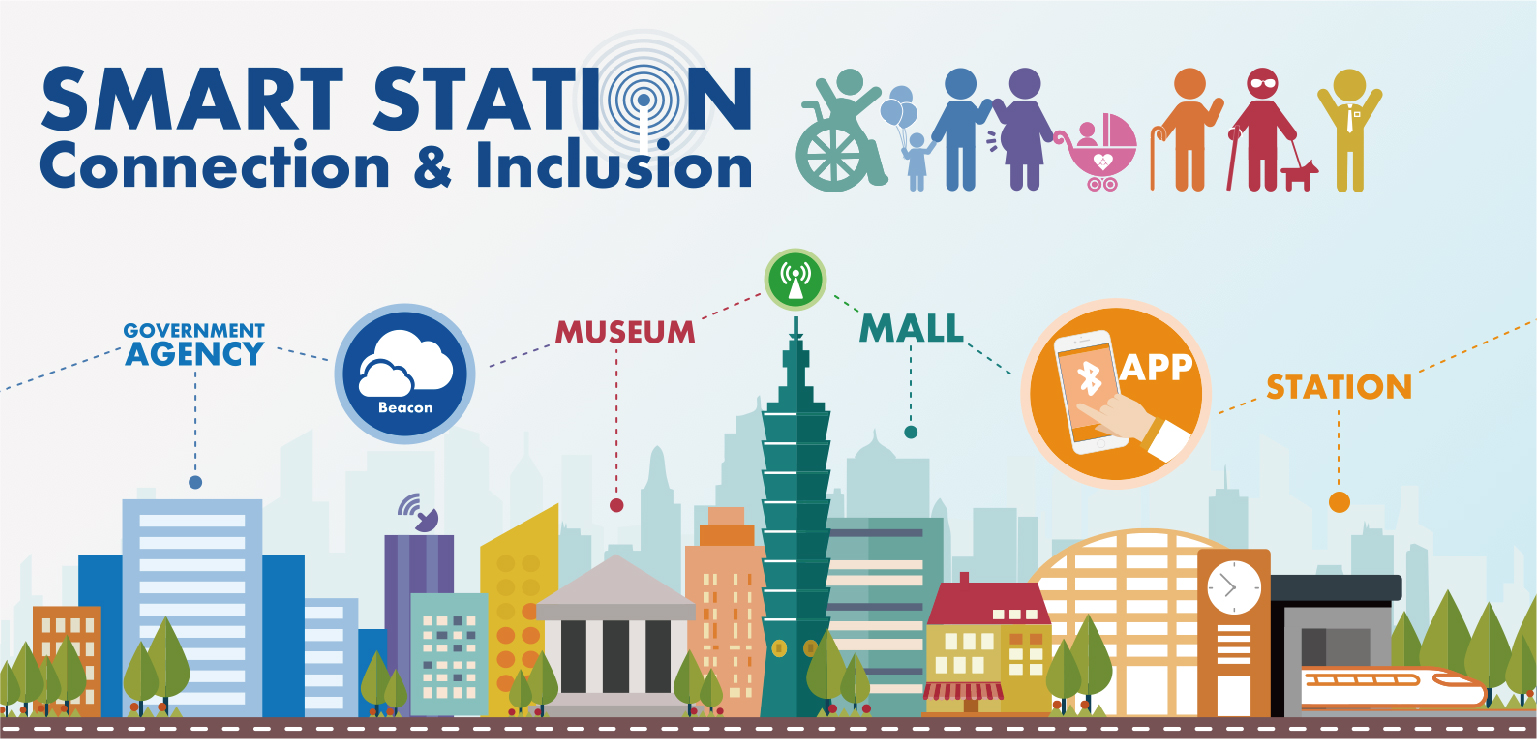 SMART STATION
Connection & Inclusion
GOVERNMENT
AGENCY
Beacon
MUSEUM
MALL
APP
STATION